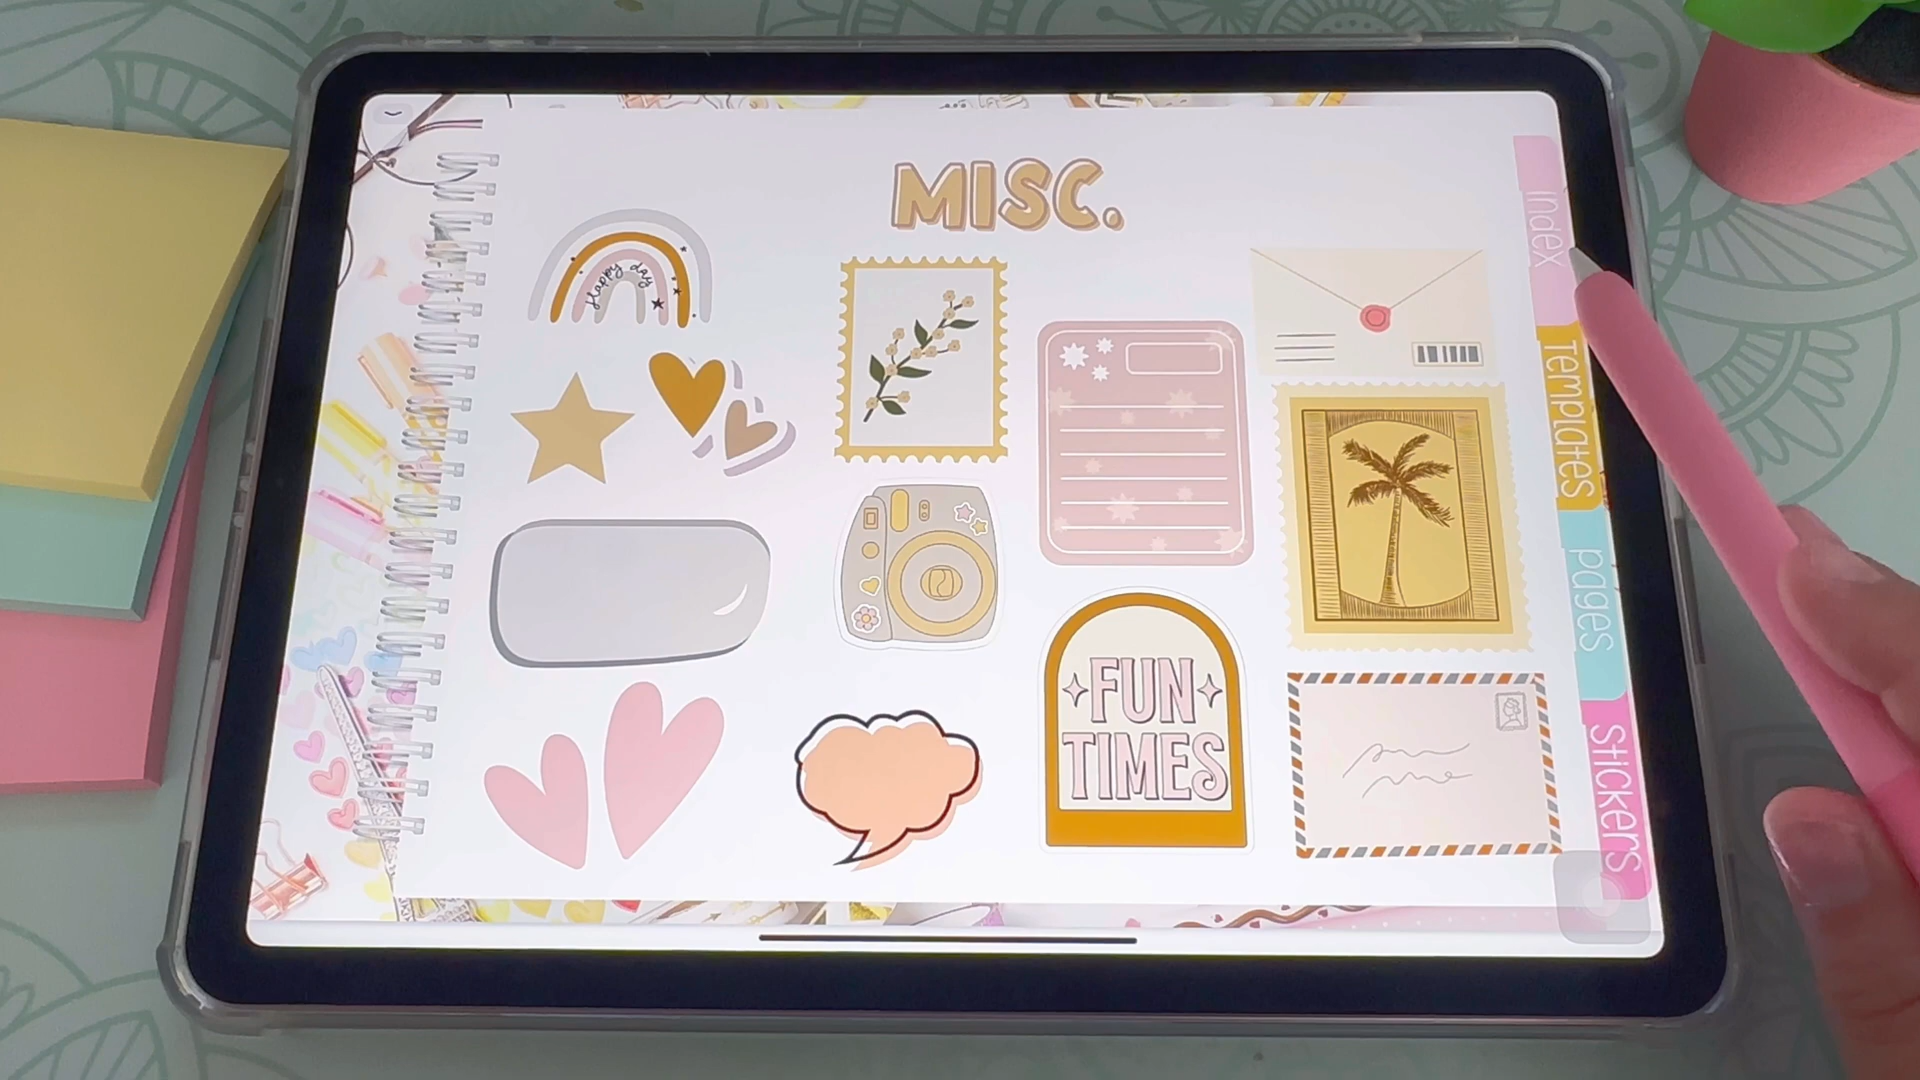 MISC.
Happy day
FUN
TIMES
index
Templates
pages
Stickers